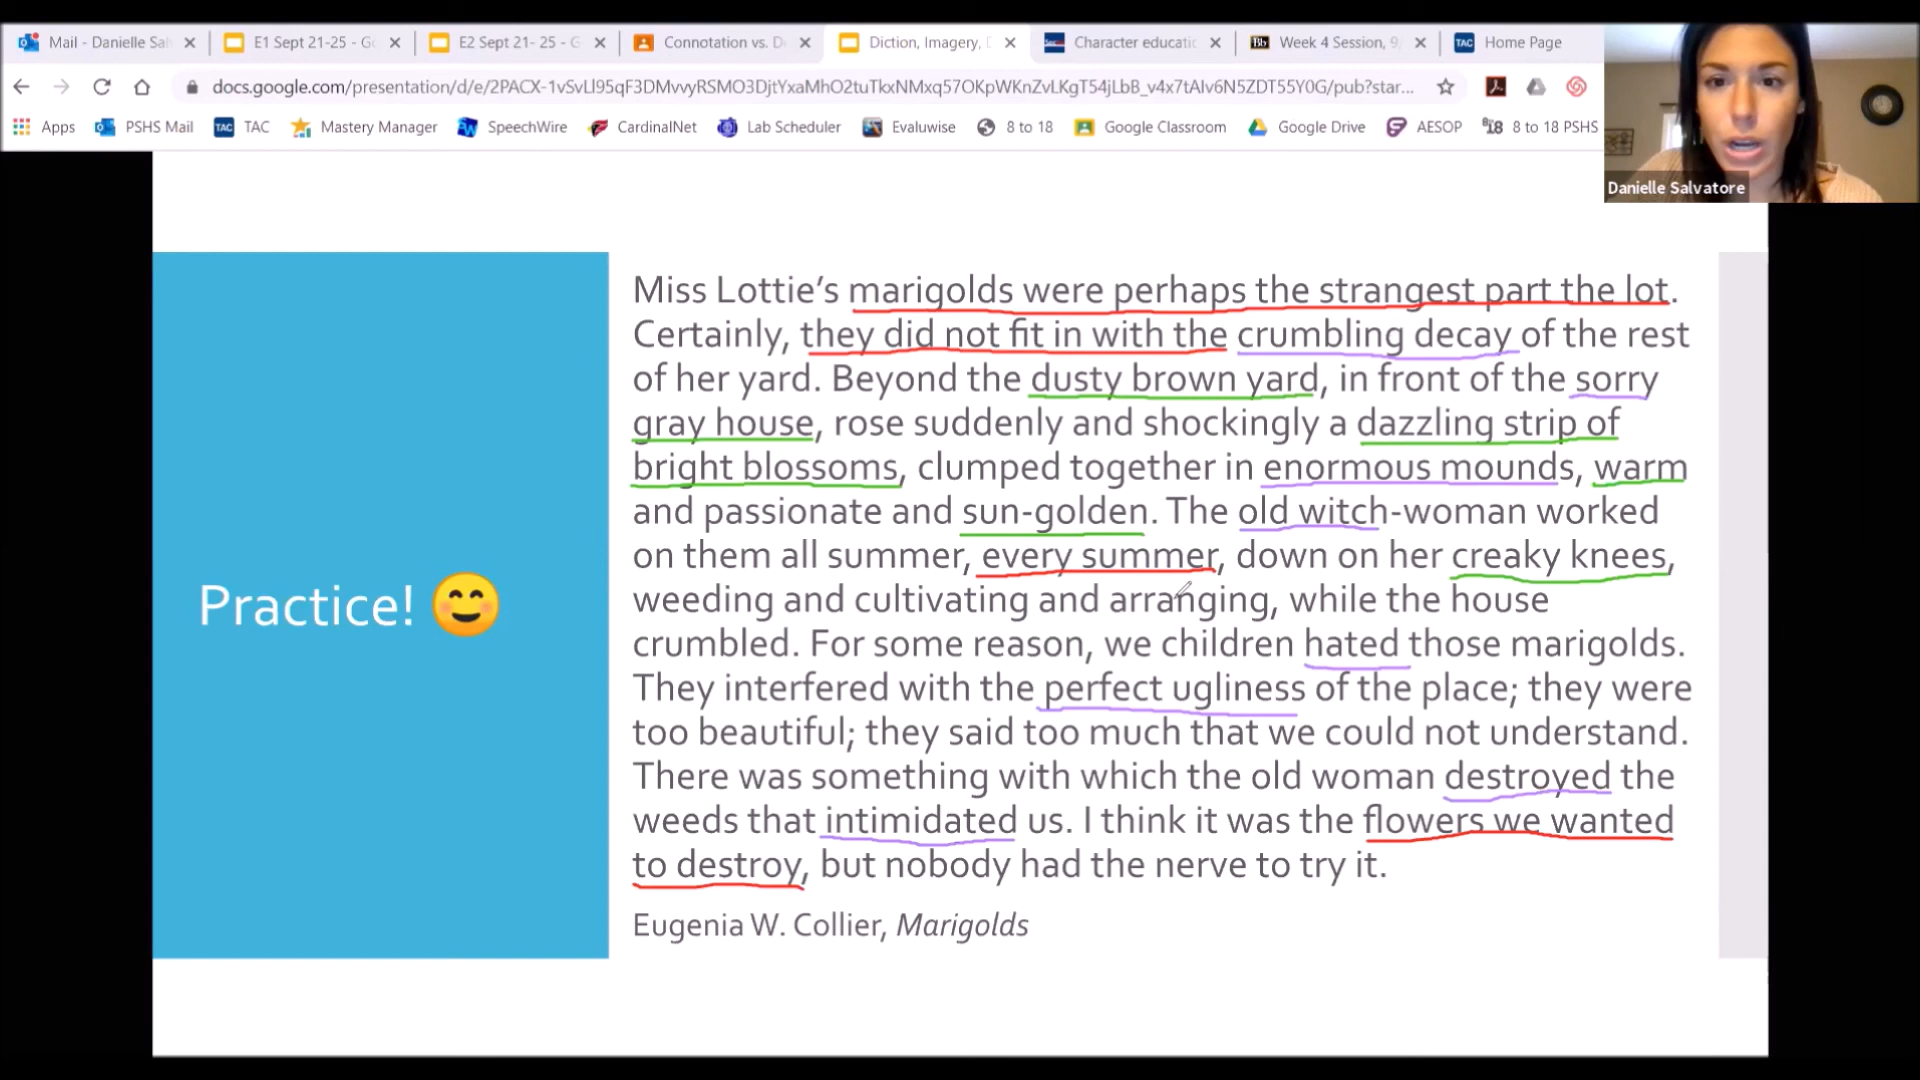 Mail - Danielle Sal
E1 Sept 21-25 - Go
E2 Sept 21- 25 - G
Connotation vs. D
Diction, Imagery, D
Character educatio
Week 4 Session, 9/
TAC Home Page
docs.google.com/presentation/d/e/2PACX-1vSvLl95qF3DMvvyRSMO3DjtYxaMhO2tuTkxNMxq57OKpWKnZvLKgT54jLbB_v4x7tAlv6N5ZDT55Y0G/pub?star...
Apps PSHS Mail TAC TAC Mastery Manager SpeechWire CardinalNet Lab Scheduler Evaluwise 8 to 18 Google Classroom Google Drive AESOP 8 to 18 PSHS
Danielle Salvatore
Practice! 😊
Miss Lottie’s marigolds were perhaps the strangest part the lot.
Certainly, they did not fit in with the crumbling decay of the rest
of her yard. Beyond the dusty brown yard, in front of the sorry
gray house, rose suddenly and shockingly a dazzling strip of
bright blossoms, clumped together in enormous mounds, warm
and passionate and sun-golden. The old witch-woman worked
on them all summer, every summer, down on her creaky knees,
weeding and cultivating and arranging, while the house
crumbled. For some reason, we children hated those marigolds.
They interfered with the perfect ugliness of the place; they were
too beautiful; they said too much that we could not understand.
There was something with which the old woman destroyed the
weeds that intimidated us. I think it was the flowers we wanted
to destroy, but nobody had the nerve to try it.
Eugenia W. Collier, Marigolds